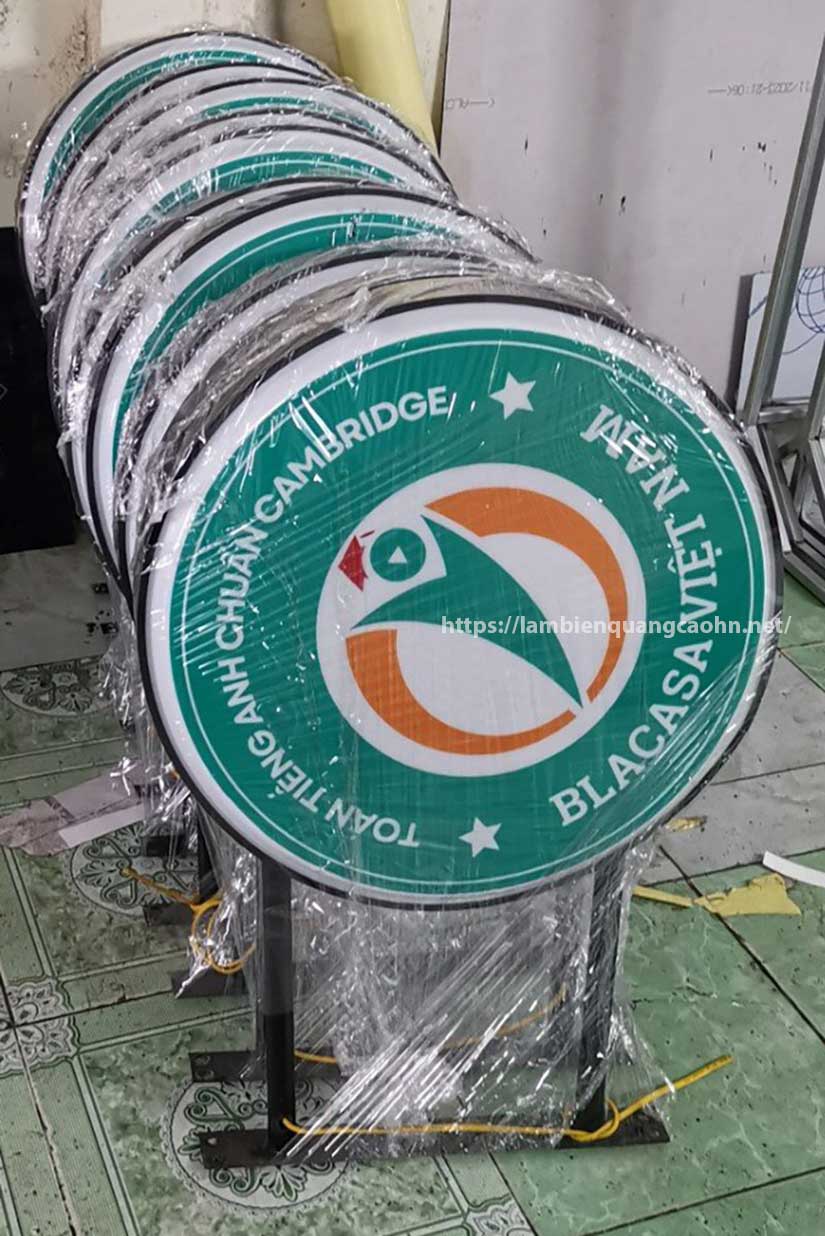 TOÁN TIẾNG ANH CHUẨN CAMBRIDGE
BLACASA VIỆT NAM
https://lambienquangcaohn.net/